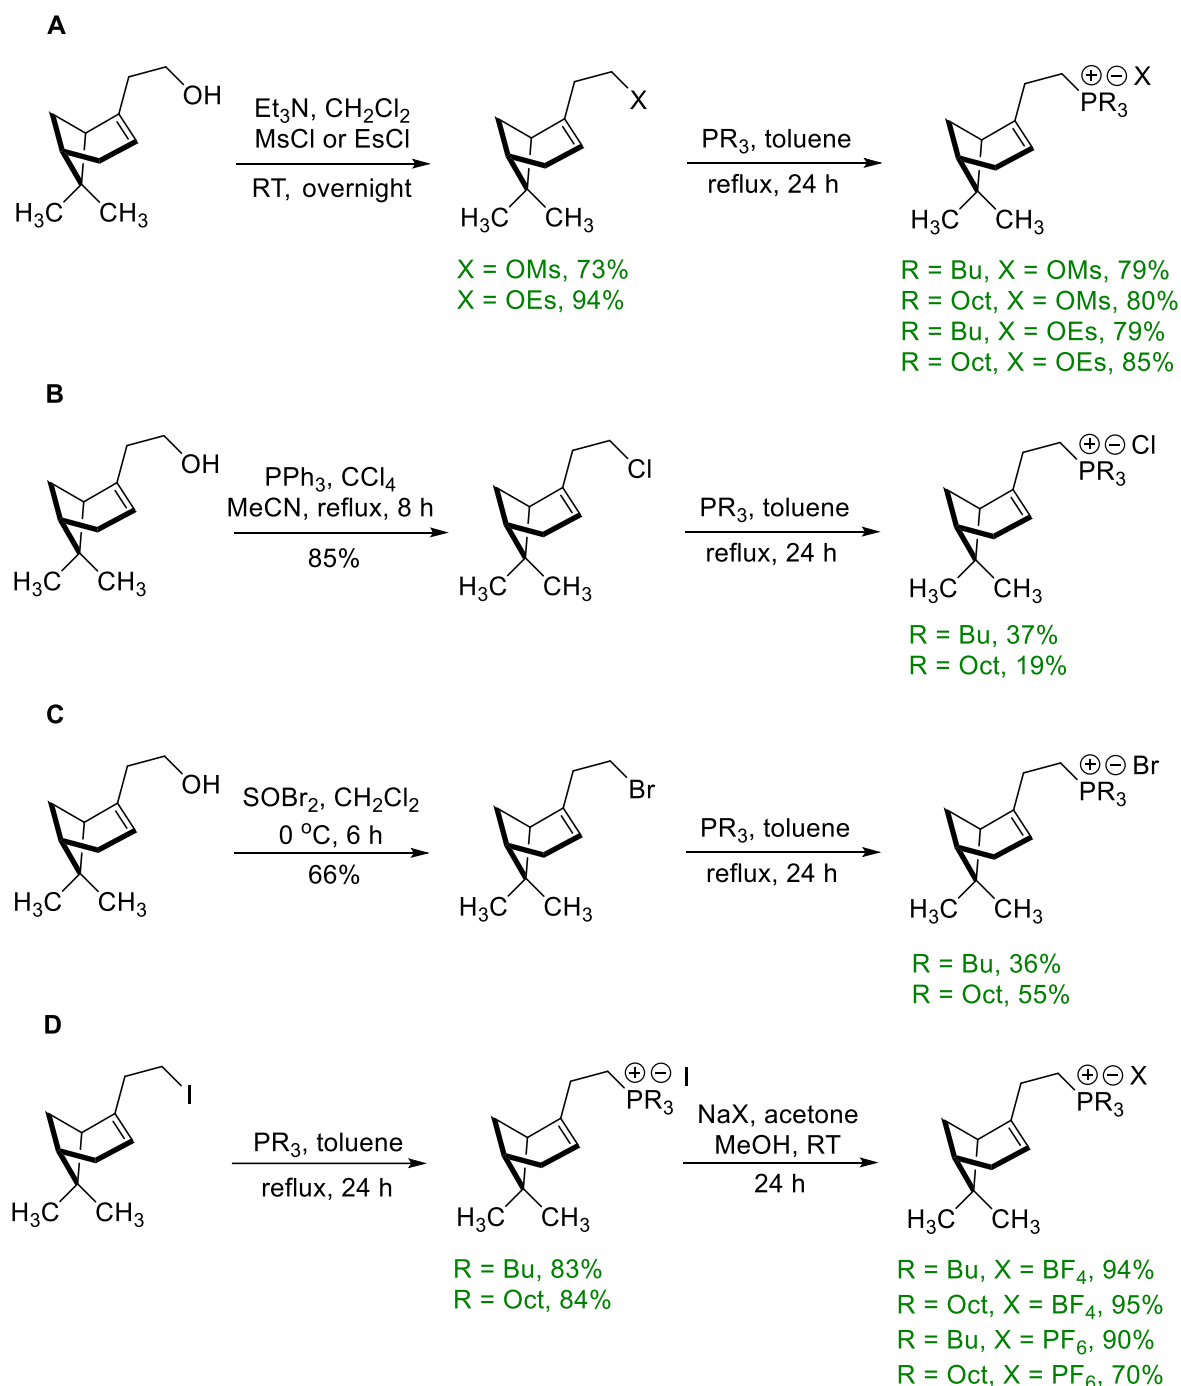 A
OH
Et₃N, CH₂Cl₂
MsCl or EsCl
RT, overnight
H₃C CH₃
X
H₃C CH₃
X = OMs, 73%
X = OEs, 94%
PR₃, toluene
reflux, 24 h
⊕⊖ X
PR₃
H₃C CH₃
R = Bu, X = OMs, 79%
R = Oct, X = OMs, 80%
R = Bu, X = OEs, 79%
R = Oct, X = OEs, 85%
B
OH
H₃C CH₃
PPh₃, CCl₄
MeCN, reflux, 8 h
85%
Cl
H₃C CH₃
PR₃, toluene
reflux, 24 h
⊕⊖ Cl
PR₃
H₃C CH₃
R = Bu, 37%
R = Oct, 19%
C
OH
H₃C CH₃
SOBr₂, CH₂Cl₂
0 °C, 6 h
66%
Br
H₃C CH₃
PR₃, toluene
reflux, 24 h
⊕⊖ Br
PR₃
H₃C CH₃
R = Bu, 36%
R = Oct, 55%
D
I
H₃C CH₃
PR₃, toluene
reflux, 24 h
⊕⊖ I
PR₃
H₃C CH₃
R = Bu, 83%
R = Oct, 84%
NaX, acetone
MeOH, RT
24 h
⊕⊖ X
PR₃
H₃C CH₃
R = Bu, X = BF₄, 94%
R = Oct, X = BF₄, 95%
R = Bu, X = PF₆, 90%
R = Oct, X = PF₆, 70%